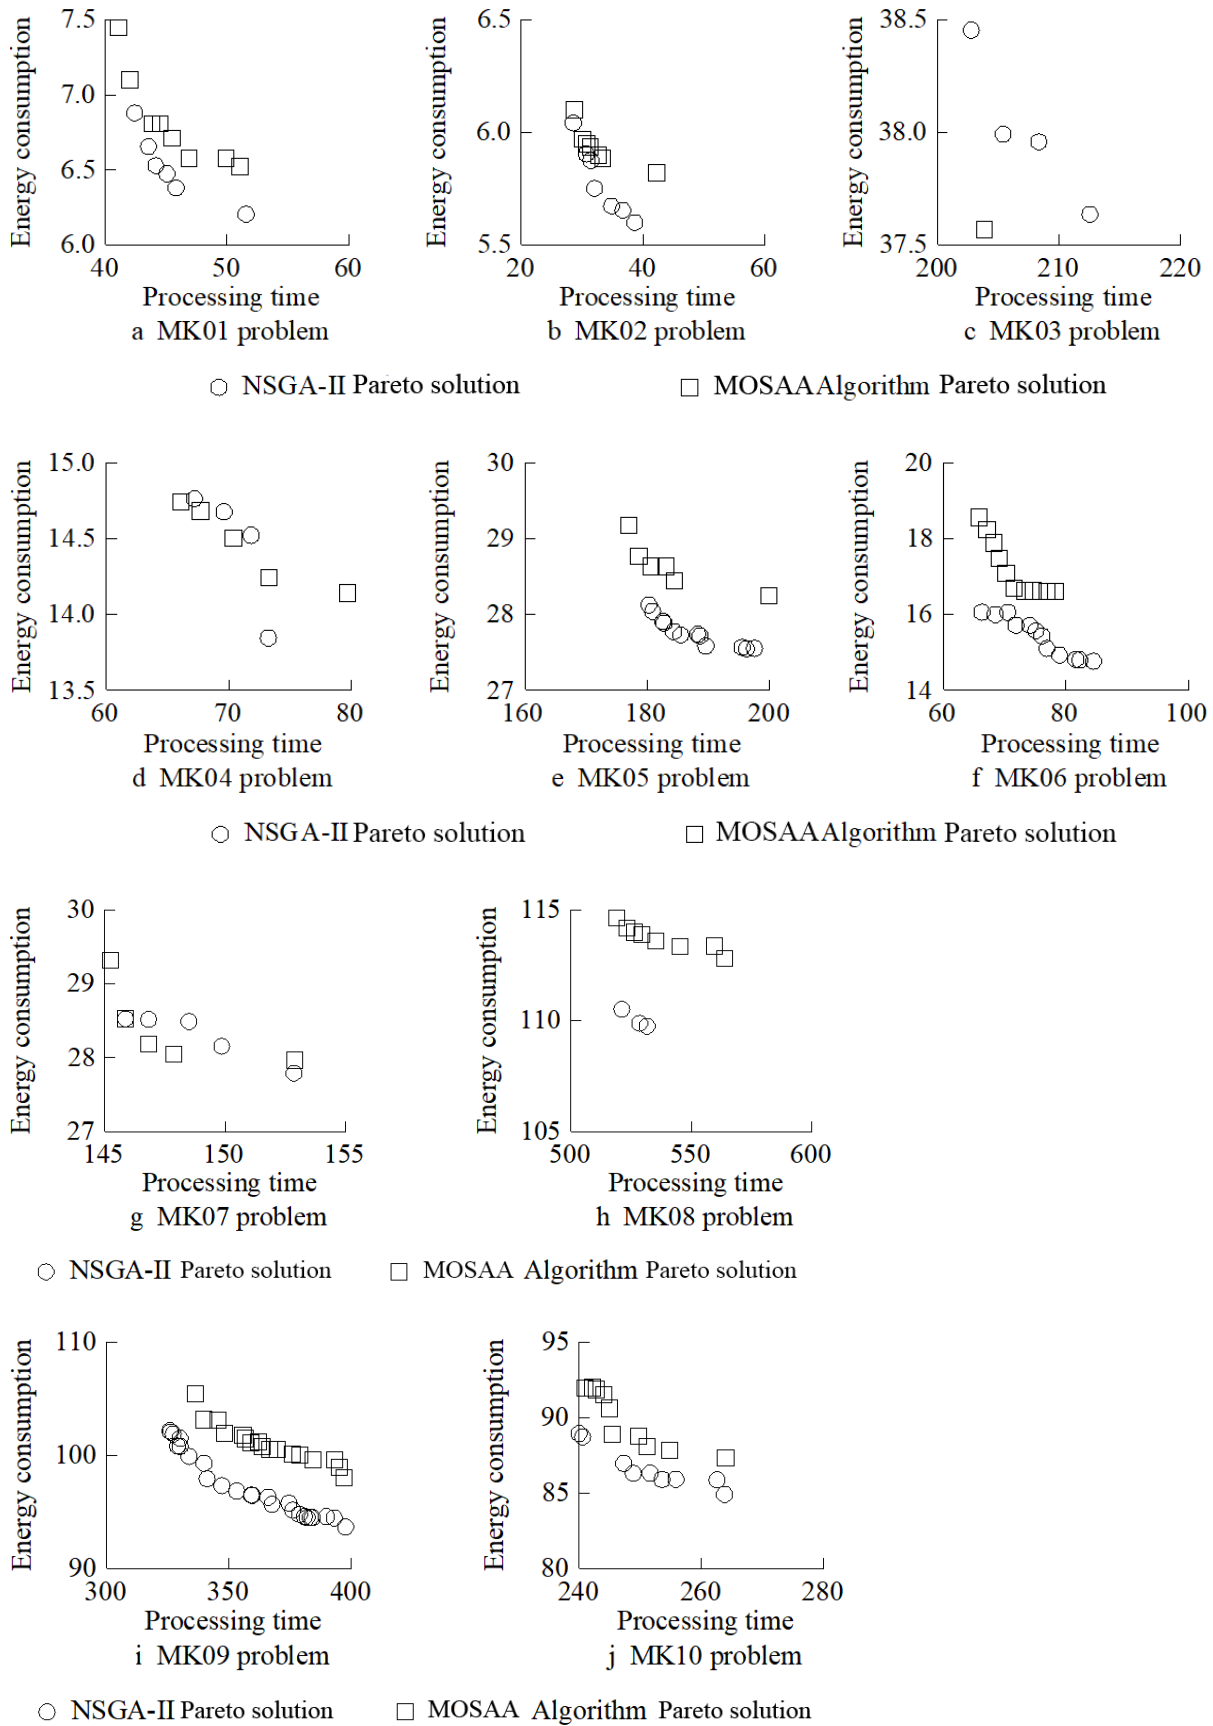 Energy consumption
7.5
7.0
6.5
6.0
40 50 60
Processing time
a MK01 problem
Energy consumption
6.5
6.0
5.5
20 40 60
Processing time
b MK02 problem
Energy consumption
38.5
38.0
37.5
200 210 220
Processing time
c MK03 problem
NSGA-II Pareto solution
MOSAA Algorithm Pareto solution
Energy consumption
15.0
14.5
14.0
13.5
60 70 80
Processing time
d MK04 problem
Energy consumption
30
29
28
27
160 180 200
Processing time
e MK05 problem
Energy consumption
20
18
16
14
60 80 100
Processing time
f MK06 problem
NSGA-II Pareto solution
MOSAA Algorithm Pareto solution
Energy consumption
30
29
28
27
145 150 155
Processing time
g MK07 problem
Energy consumption
115
110
105
500 550 600
Processing time
h MK08 problem
NSGA-II Pareto solution
MOSAA Algorithm Pareto solution
Energy consumption
110
100
90
300 350 400
Processing time
i MK09 problem
Energy consumption
95
90
85
80
240 260 280
Processing time
j MK10 problem
NSGA-II Pareto solution
MOSAA Algorithm Pareto solution